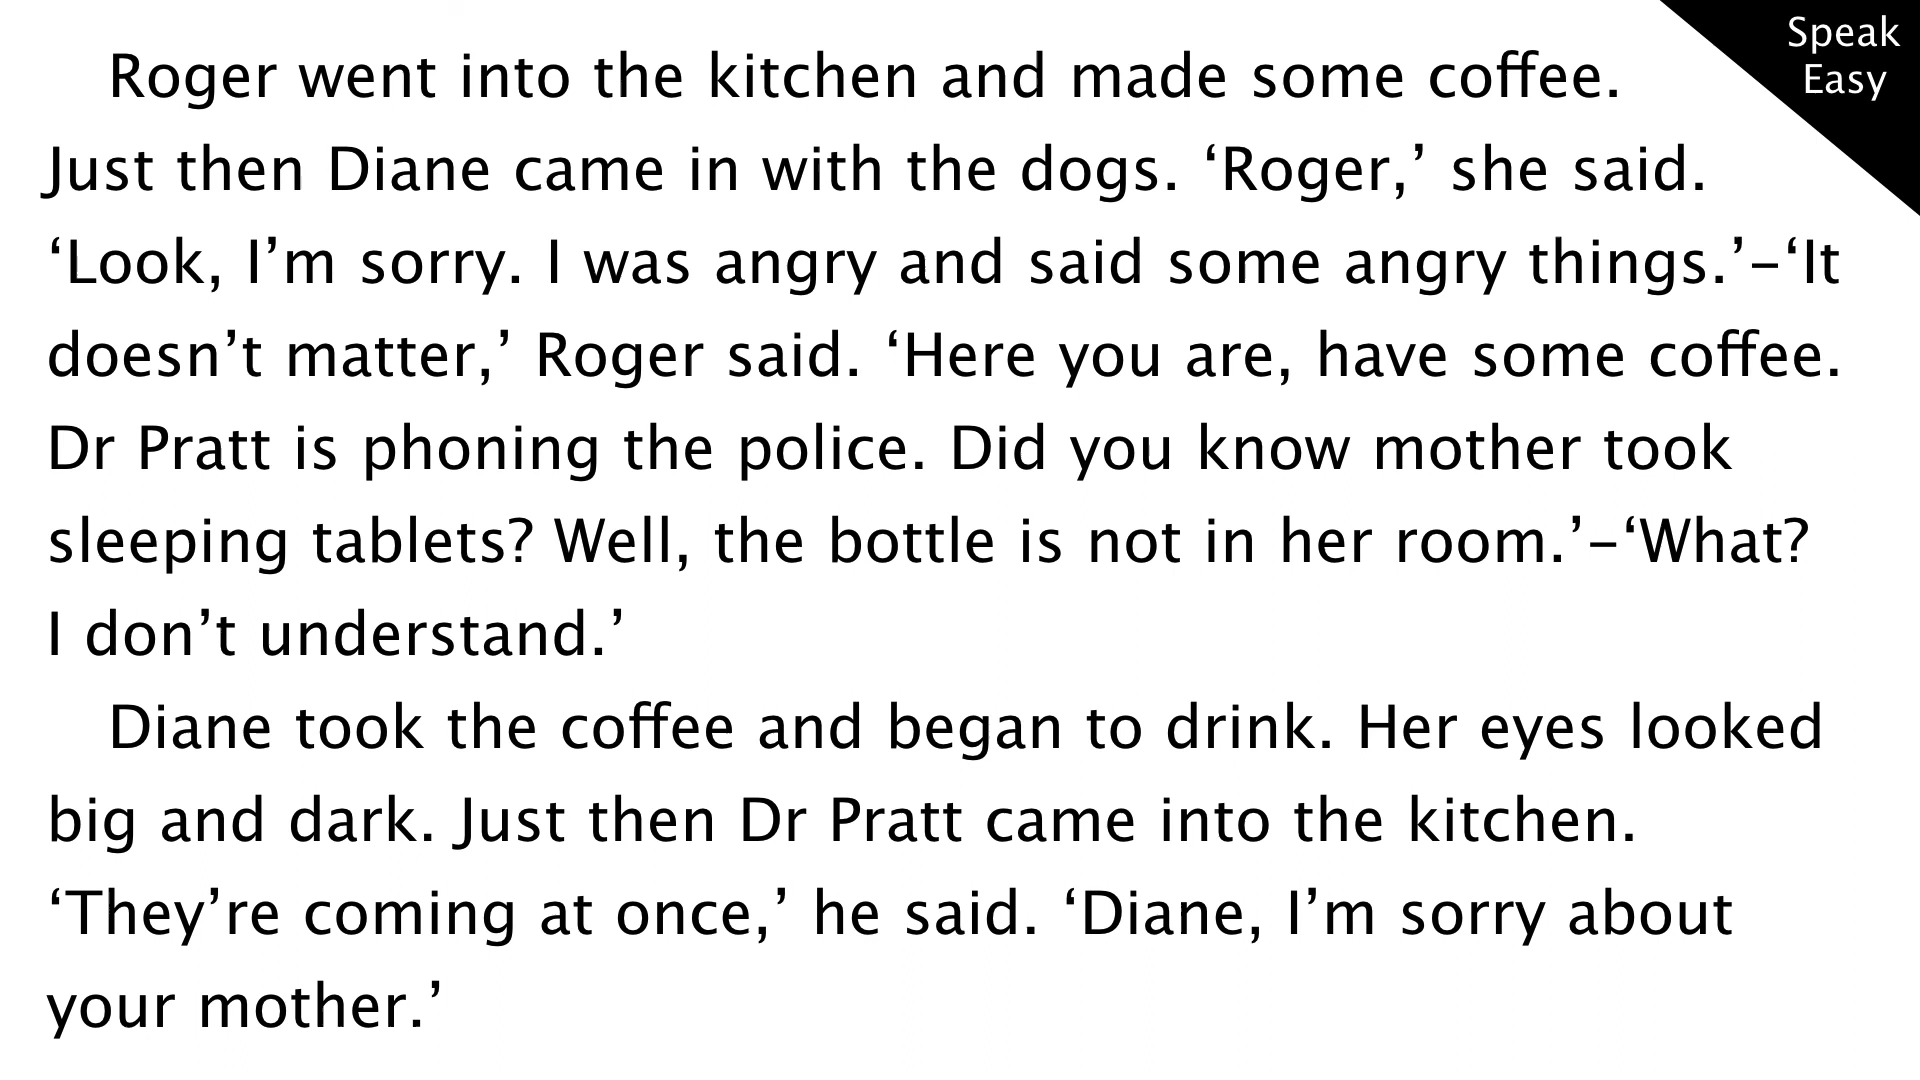 Speak
Easy
Roger went into the kitchen and made some coffee.
Just then Diane came in with the dogs. ‘Roger,’ she said.
‘Look, I’m sorry. I was angry and said some angry things.’–‘It
doesn’t matter,’ Roger said. ‘Here you are, have some coffee.
Dr Pratt is phoning the police. Did you know mother took
sleeping tablets? Well, the bottle is not in her room.’–‘What?
I don’t understand.’
Diane took the coffee and began to drink. Her eyes looked
big and dark. Just then Dr Pratt came into the kitchen.
‘They’re coming at once,’ he said. ‘Diane, I’m sorry about
your mother.’